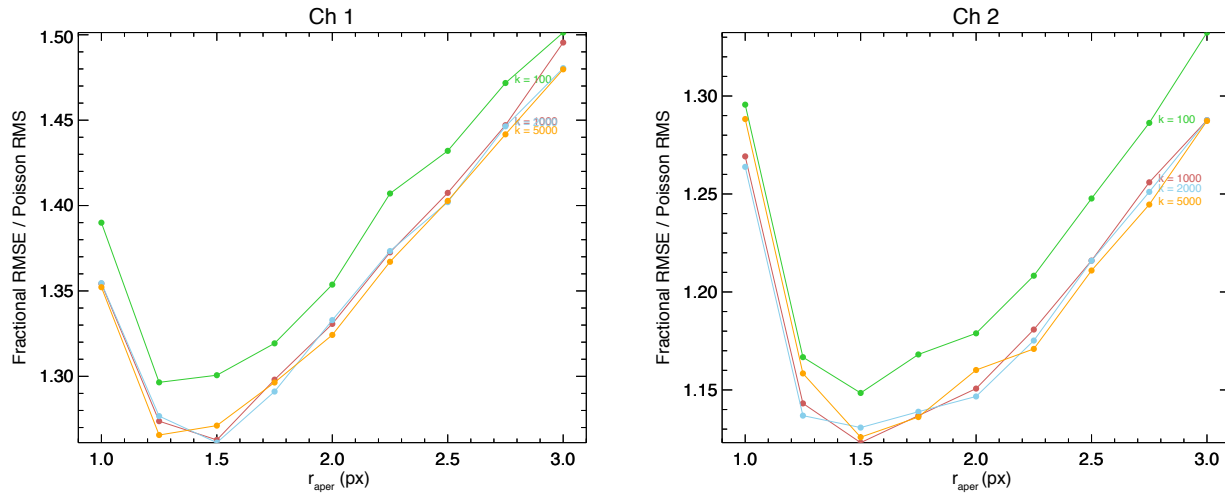 Ch 1
Fractional RMSE / Poisson RMS
1.50
1.45
1.40
1.35
1.30
k = 100
k = 1000
k = 5000
1.0 1.5 2.0 2.5 3.0
r_aper (px)
Ch 2
Fractional RMSE / Poisson RMS
1.30
1.25
1.20
1.15
k = 100
k = 1000
k = 2000
k = 5000
1.0 1.5 2.0 2.5 3.0
r_aper (px)